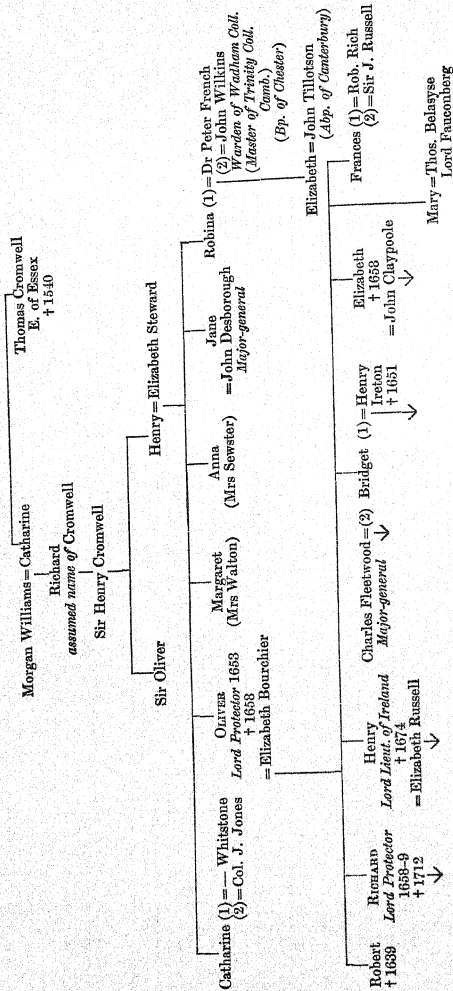 Thomas Cromwell
E. of Essex
†1540
Morgan Williams=Catharine
Richard
assumed name of Cromwell
Sir Henry Cromwell
Sir Oliver
Henry=Elizabeth Steward
Catharine (1)=—Whitstone
(2)=Col. J. Jones
OLIVER
Lord Protector 1653
†1658
=Elizabeth Bourchier
Margaret
(Mrs Walton)
Anna
(Mrs Sewster)
Jane
=John Desborough
Major-general
Robina (1)=Dr Peter French
(2)=John Wilkins
Warden of Wadham Coll.
(Master of Trinity Coll.
Camb.)
(Bp. of Chester)
Elizabeth=John Tillotson
(Abp. of Canterbury)
Robert
†1639
RICHARD
Lord Protector
1658-9
†1712
Henry
Lord Lieut. of Ireland
†1674
=Elizabeth Russell
Charles Fleetwood=(2) Bridget (1)=Henry
Major-general
Ireton
†1651
Elizabeth
†1658
=John Claypoole
Mary=Thos. Belasyse
Lord Fauconberg
Frances (1)=Rob. Rich
(2)=Sir J. Russell